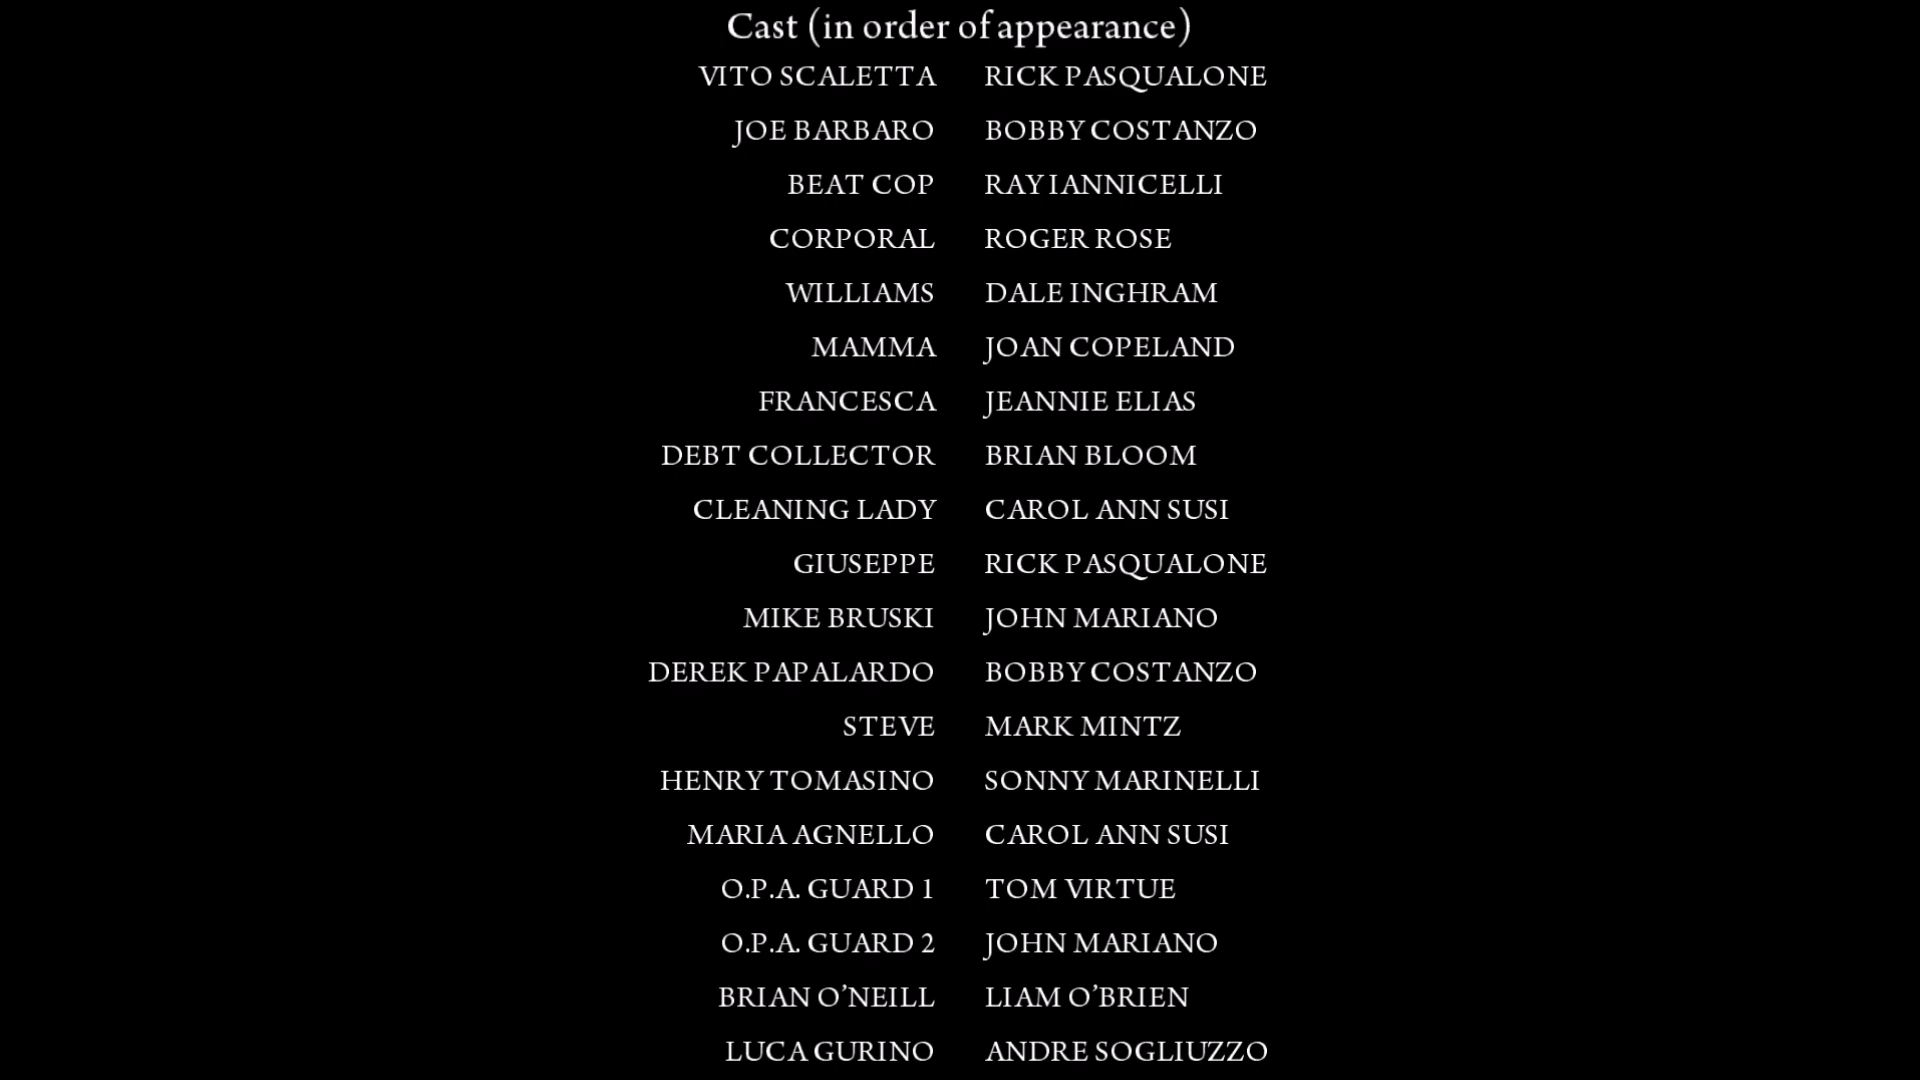 Cast (in order of appearance)
VITO SCALETTA RICK PASQUALONE
JOE BARBARO BOBBY COSTANZO
BEAT COP RAY IANNICELLI
CORPORAL ROGER ROSE
WILLIAMS DALE INGHRAM
MAMMA JOAN COPELAND
FRANCESCA JEANNIE ELIAS
DEBT COLLECTOR BRIAN BLOOM
CLEANING LADY CAROL ANN SUSI
GIUSEPPE RICK PASQUALONE
MIKE BRUSKI JOHN MARIANO
DEREK PAPALARDO BOBBY COSTANZO
STEVE MARK MINTZ
HENRY TOMASINO SONNY MARINELLI
MARIA AGNELLO CAROL ANN SUSI
O.P.A. GUARD 1 TOM VIRTUE
O.P.A. GUARD 2 JOHN MARIANO
BRIAN O’NEILL LIAM O’BRIEN
LUCA GURINO ANDRE SOGLIUZZO